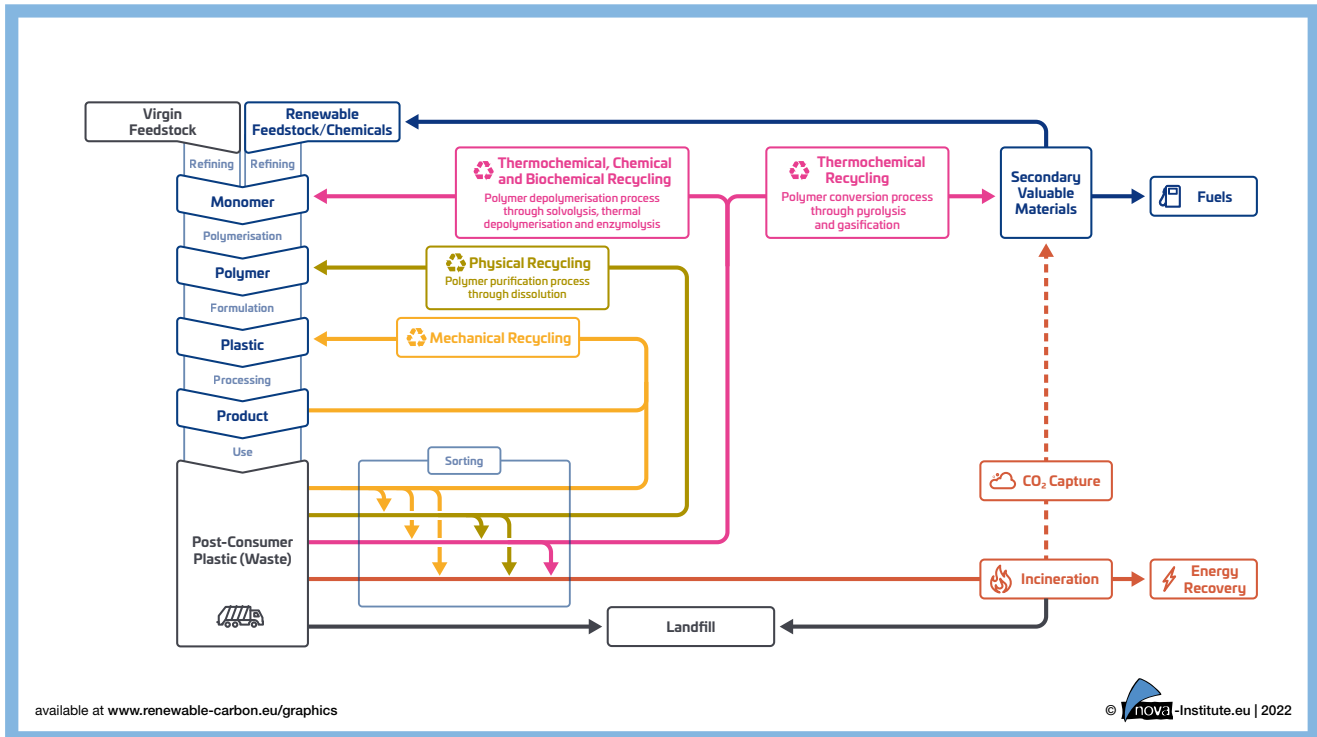 Virgin
Feedstock
Renewable
Feedstock/Chemicals
Refining
Refining
Monomer
Polymerisation
Polymer
Formulation
Plastic
Processing
Product
Use
Post-Consumer
Plastic (Waste)
Thermochemical, Chemical
and Biochemical Recycling
Polymer depolymerisation process
through solvolysis, thermal
depolymerisation and enzymolysis
Thermochemical
Recycling
Polymer conversion process
through pyrolysis
and gasification
Secondary
Valuable
Materials
Fuels
Physical Recycling
Polymer purification process
through dissolution
Mechanical Recycling
Sorting
CO₂ Capture
Incineration
Energy
Recovery
Landfill
available at www.renewable-carbon.eu/graphics
© nova-Institute.eu | 2022